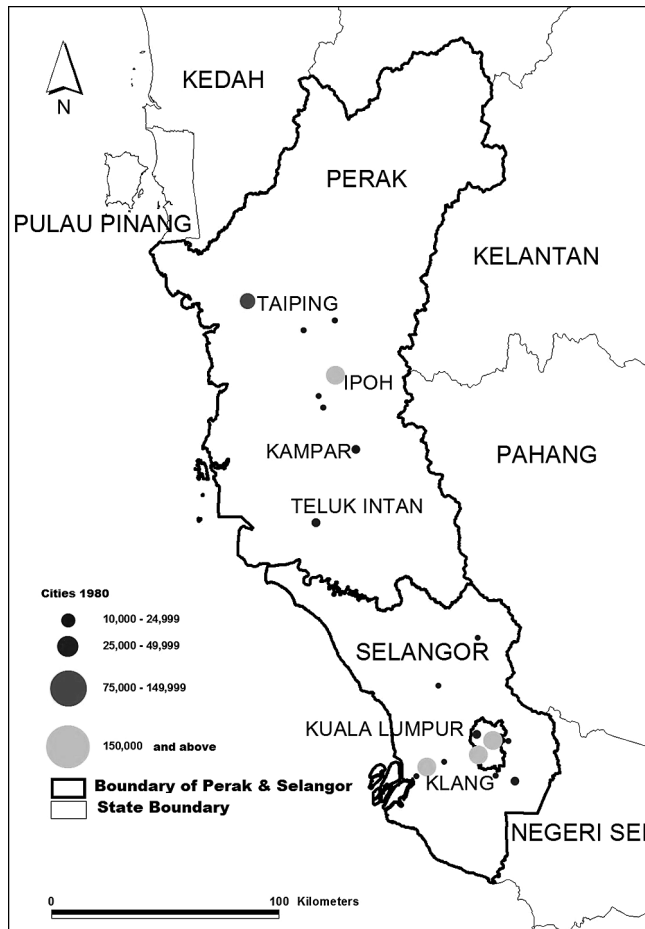 KEDAH
N
PERAK
PULAU PINANG
KELANTAN
TAIPING
IPOH
KAMPAR
PAHANG
TELUK INTAN
Cities 1980
10,000 - 24,999
25,000 - 49,999
75,000 - 149,999
150,000 and above
Boundary of Perak & Selangor
State Boundary
SELANGOR
KUALA LUMPUR
KLANG
NEGERI SEI
0 100 Kilometers